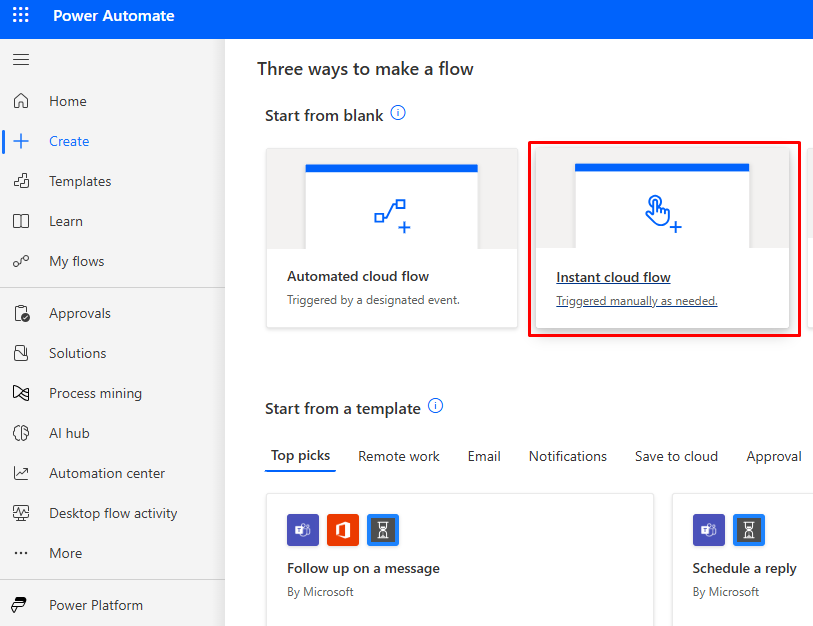 Power Automate
Home
Create
Templates
Learn
My flows
Approvals
Solutions
Process mining
AI hub
Automation center
Desktop flow activity
More
Power Platform
Three ways to make a flow
Start from blank
Automated cloud flow
Triggered by a designated event.
Instant cloud flow
Triggered manually as needed.
Start from a template
Top picks Remote work Email Notifications Save to cloud Approval
Follow up on a message
By Microsoft
Schedule a reply
By Microsoft